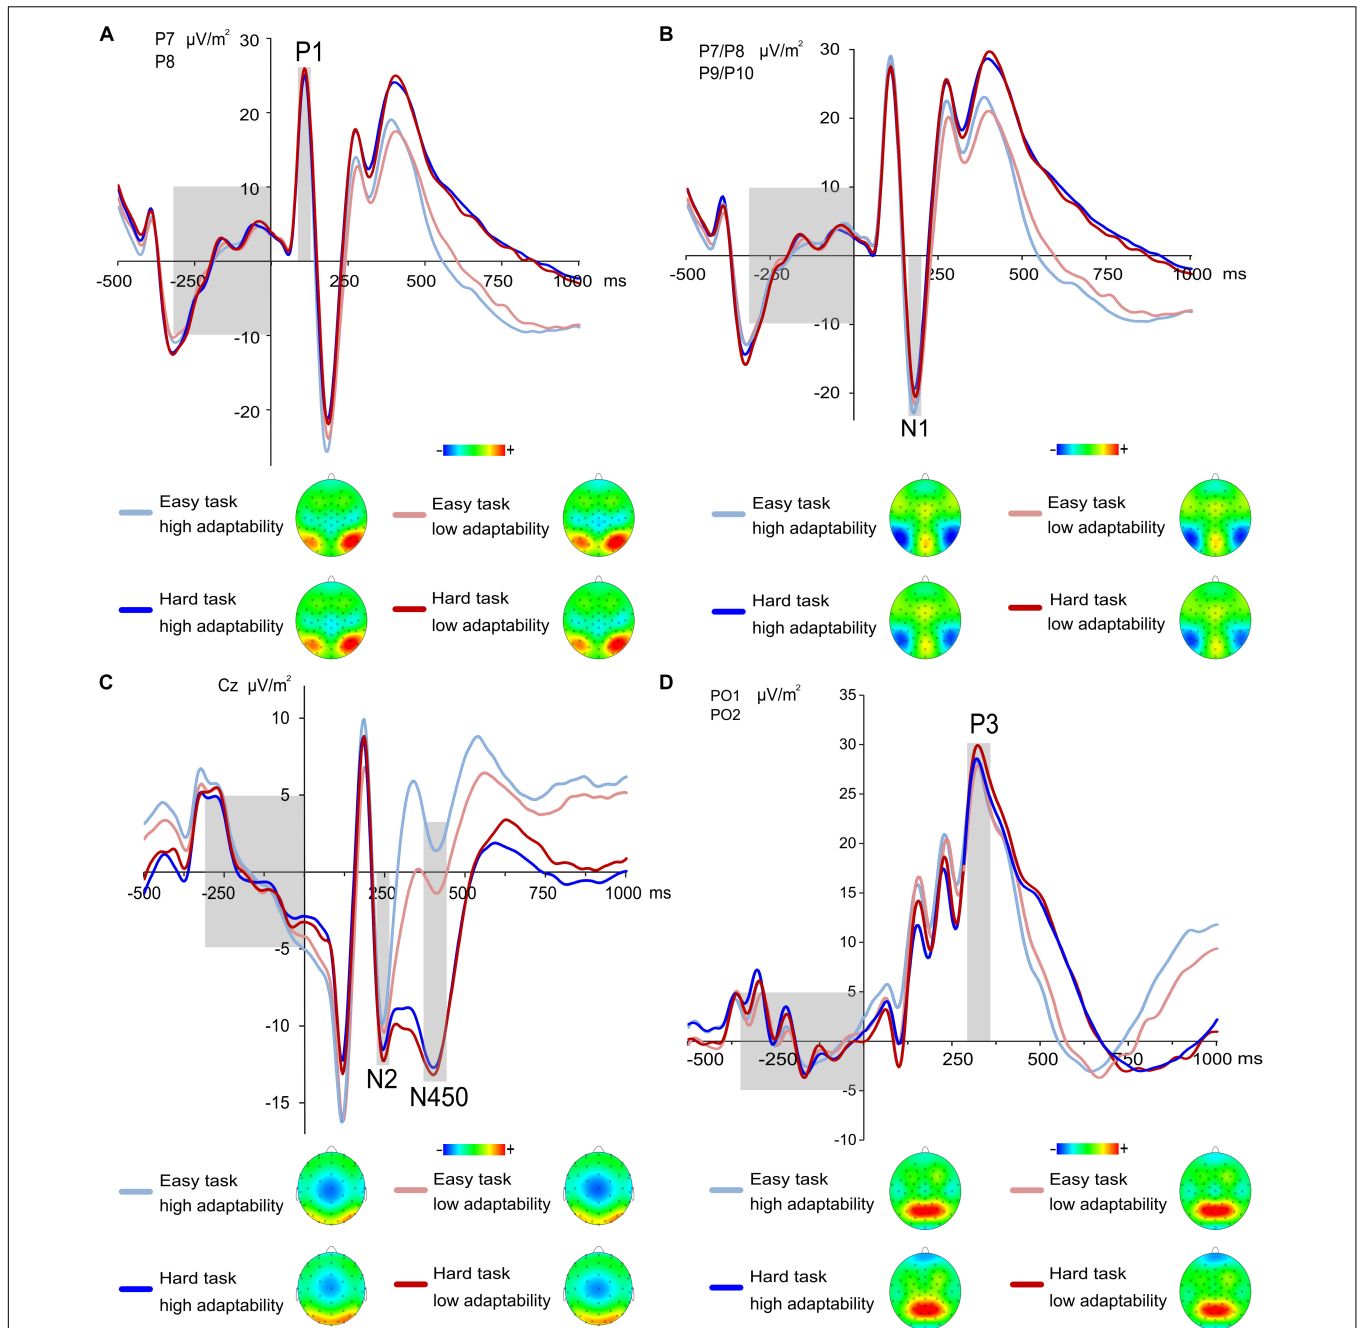 A
P7 µV/m²
P8
30
P1
20
10
-500
-250
250
500
750
1000 ms
-10
-20
- +
Easy task
high adaptability
Easy task
low adaptability
Hard task
high adaptability
Hard task
low adaptability
B
P7/P8 µV/m²
P9/P10
30
20
10
-500
-250
250
500
750
1000 ms
-10
-20
N1
- +
Easy task
high adaptability
Easy task
low adaptability
Hard task
high adaptability
Hard task
low adaptability
C
Cz µV/m²
10
5
-500
-250
250
500
750
1000 ms
-5
-10
N2
N450
-15
- +
Easy task
high adaptability
Easy task
low adaptability
Hard task
high adaptability
Hard task
low adaptability
D
PO1 µV/m²
PO2
35
P3
30
25
20
15
10
5
-500
-250
250
500
750
1000 ms
-5
-10
- +
Easy task
high adaptability
Easy task
low adaptability
Hard task
high adaptability
Hard task
low adaptability